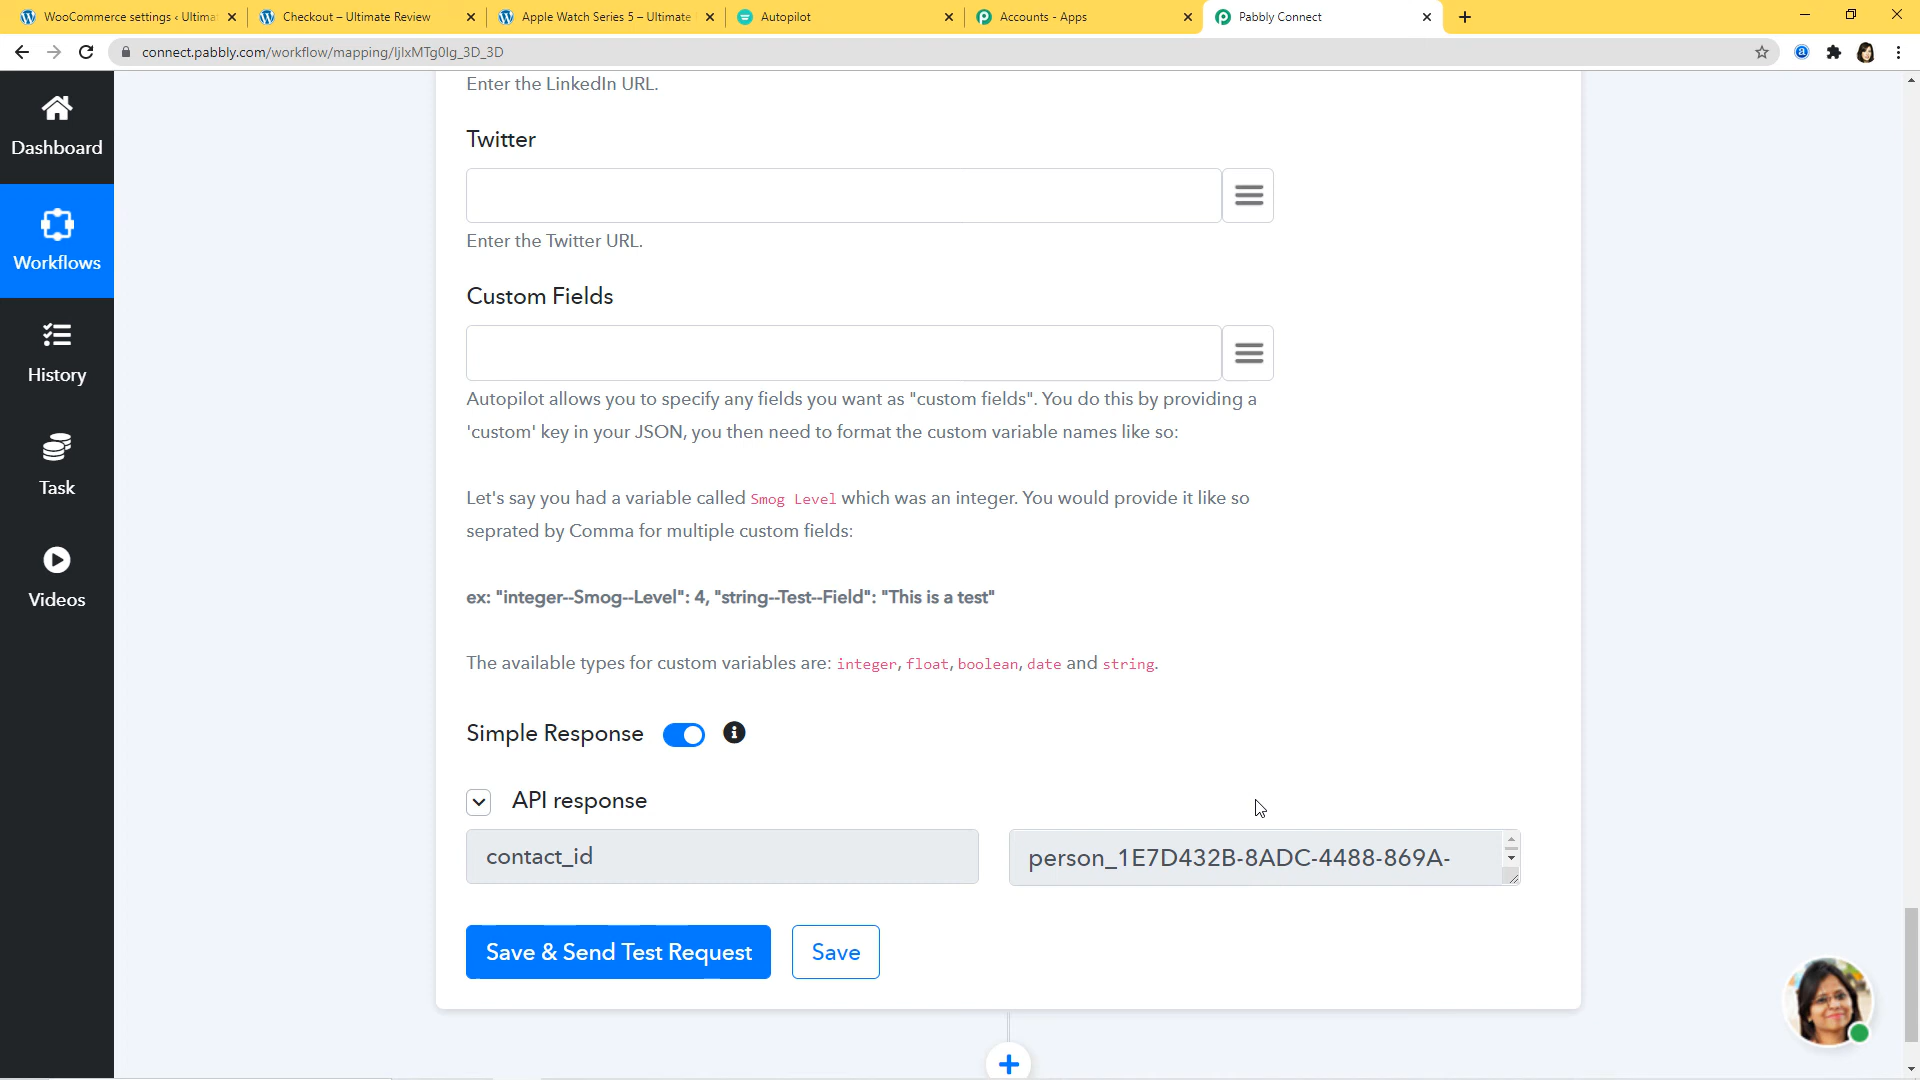 WooCommerce settings ‹ Ultima
Checkout – Ultimate Review
Apple Watch Series 5 – Ultimate
Autopilot
Accounts - Apps
Pabbly Connect
connect.pabbly.com/workflow/mapping/IjIxMTg0Ig_3D_3D
Dashboard
Workflows
History
Task
Videos
Enter the LinkedIn URL.
Twitter
Enter the Twitter URL.
Custom Fields
Autopilot allows you to specify any fields you want as "custom fields". You do this by providing a
'custom' key in your JSON, you then need to format the custom variable names like so:
Let's say you had a variable called Smog Level which was an integer. You would provide it like so
seprated by Comma for multiple custom fields:
ex: "integer--Smog--Level": 4, "string--Test--Field": "This is a test"
The available types for custom variables are: integer, float, boolean, date and string.
Simple Response
API response
contact_id
person_1E7D432B-8ADC-4488-869A-
Save & Send Test Request
Save